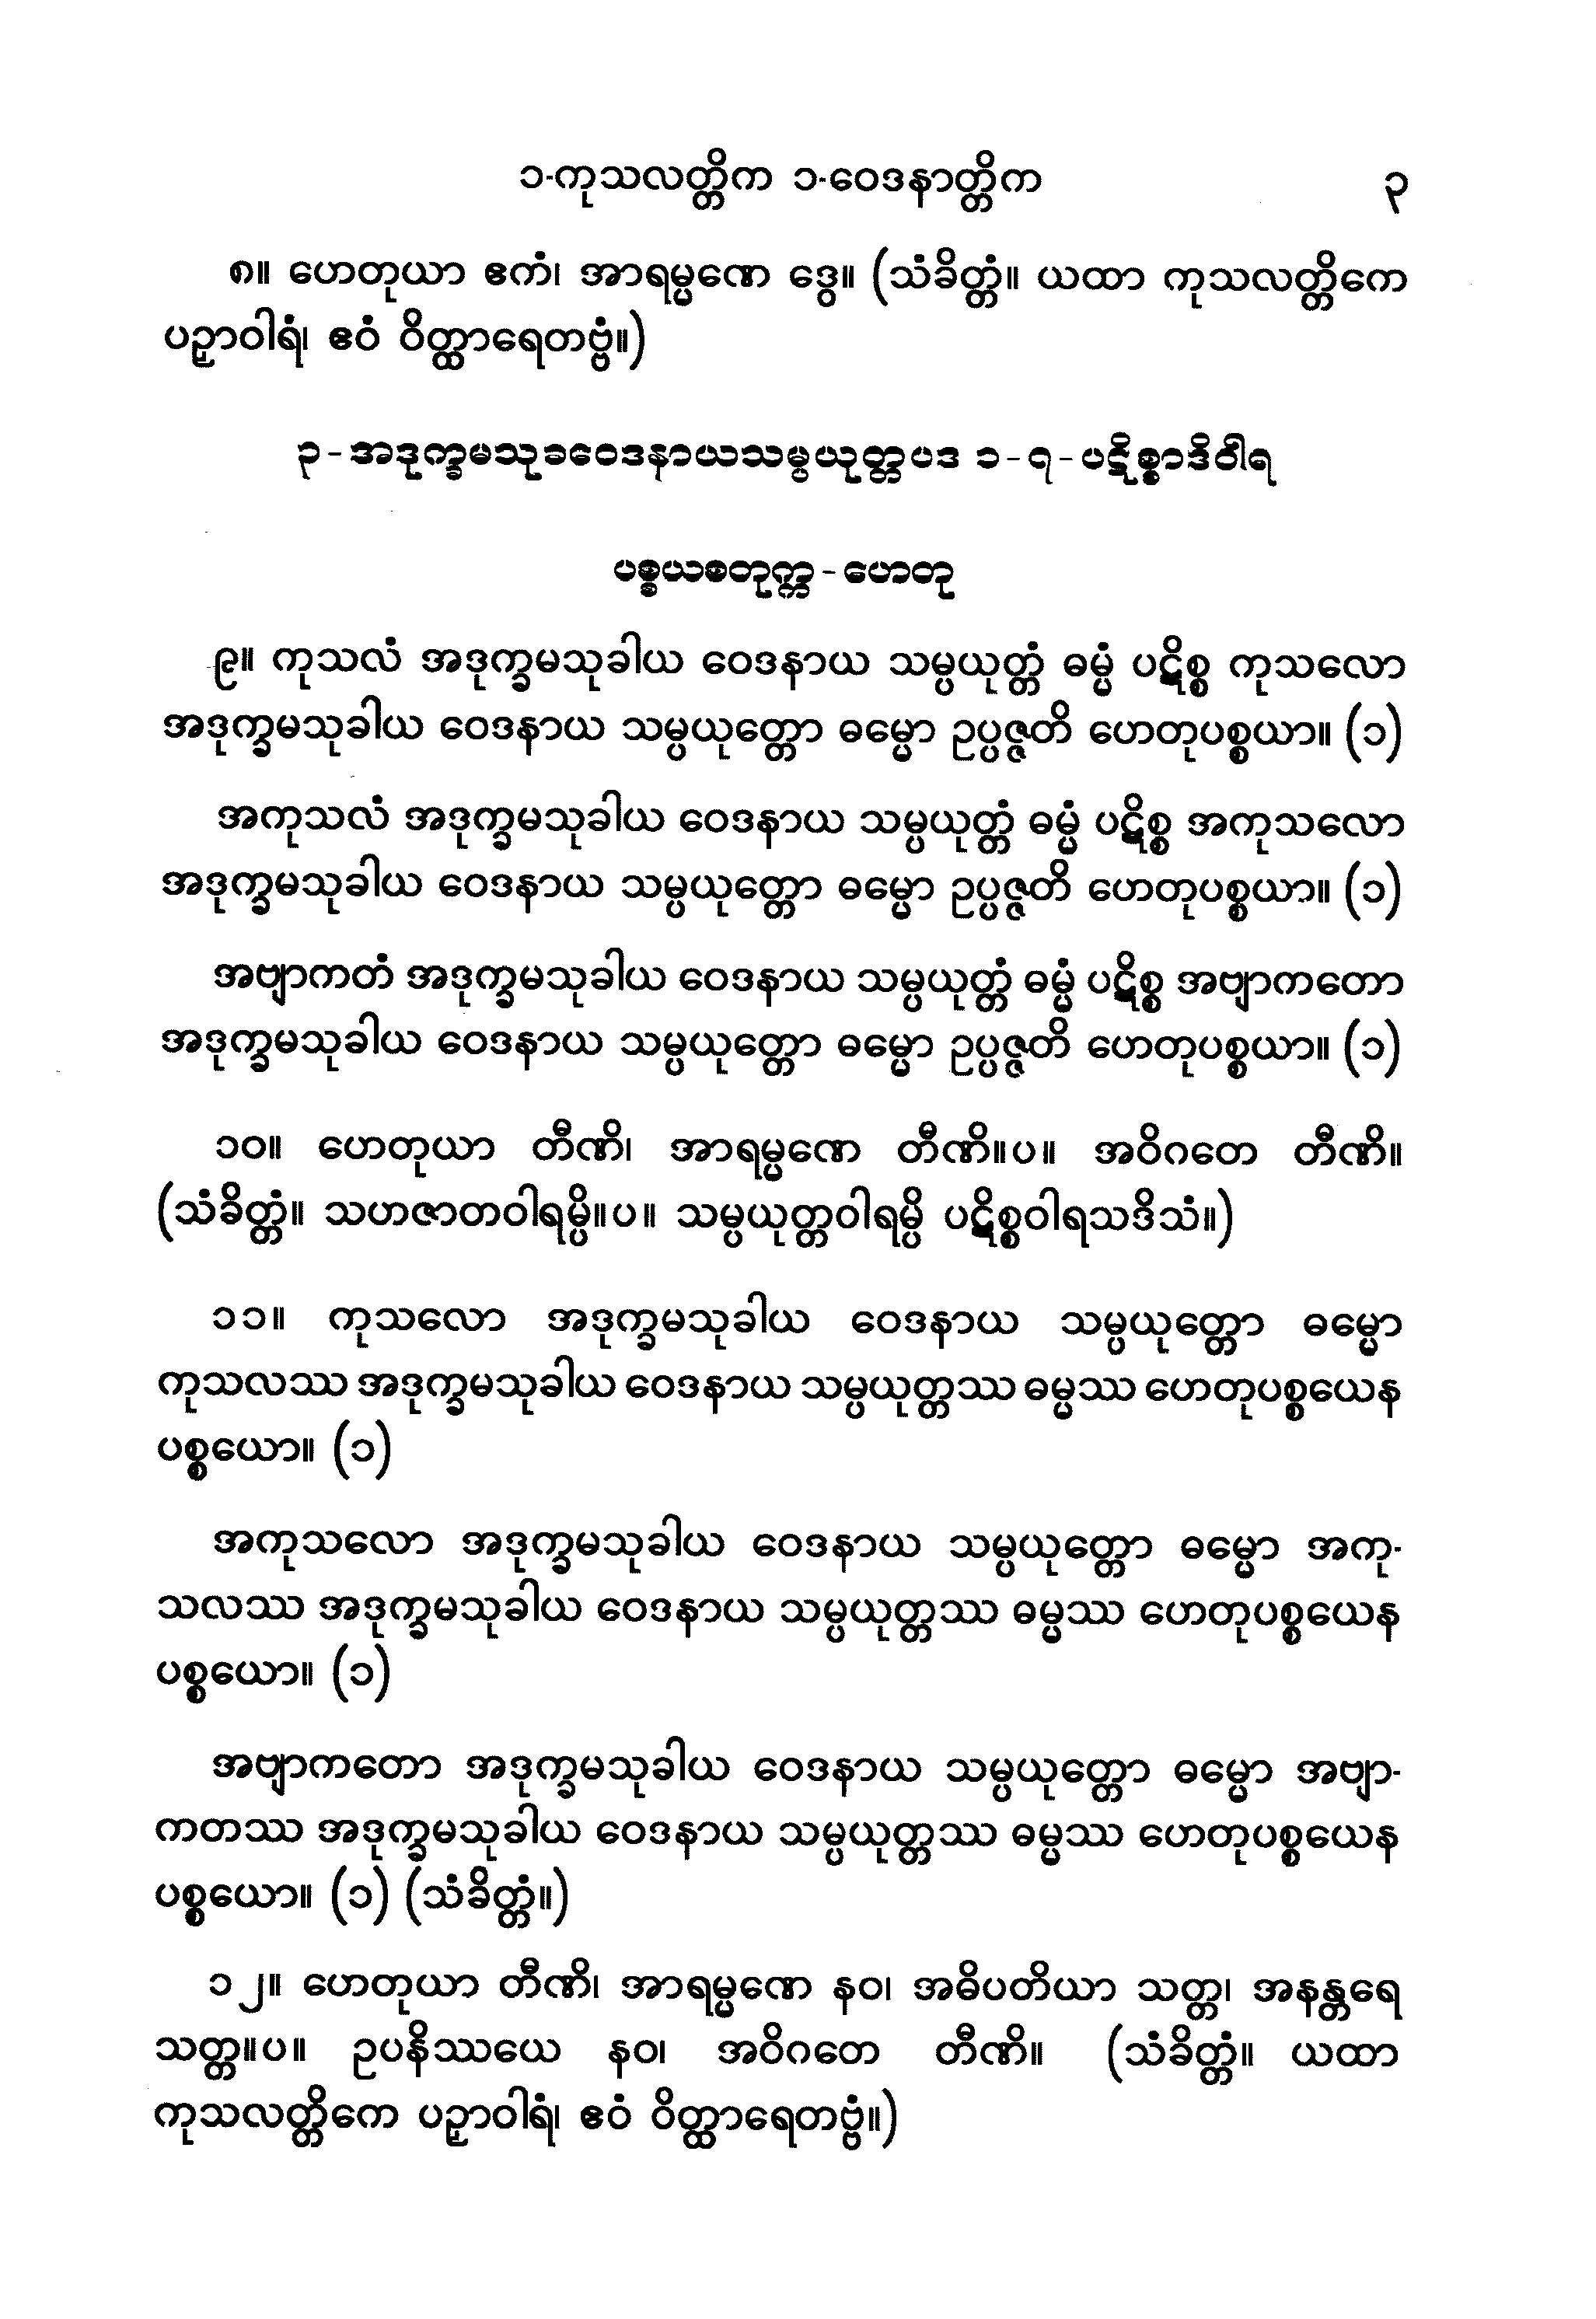 ၁-ကုသလတ္တိက ၁-ဝေဒနာတ္တိက ၃
၈။ ဟေတုယာ ဧကံ၊ အာရမ္မဏေ ဒွေ။ (သံခိတ္တံ။ ယထာ ကုသလတ္တိကေ
ပဉှာဝါရံ၊ ဧဝံ ဝိတ္ထာရေတဗ္ဗံ။)
၃-အဒုက္ခမသုခဝေဒနာယသမ္ပယုတ္တပဒ ၁-၇-ပဋိစ္စာဒိဝါရ
ပစ္စယစတုက္က-ဟေတု
၉။ ကုသလံ အဒုက္ခမသုခါယ ဝေဒနာယ သမ္ပယုတ္တံ ဓမ္မံ ပဋိစ္စ ကုသလော
အဒုက္ခမသုခါယ ဝေဒနာယ သမ္ပယုတ္တော ဓမ္မော ဥပ္ပဇ္ဇတိ ဟေတုပစ္စယာ။ (၁)
အကုသလံ အဒုက္ခမသုခါယ ဝေဒနာယ သမ္ပယုတ္တံ ဓမ္မံ ပဋိစ္စ အကုသလော
အဒုက္ခမသုခါယ ဝေဒနာယ သမ္ပယုတ္တော ဓမ္မော ဥပ္ပဇ္ဇတိ ဟေတုပစ္စယာ။ (၁)
အဗျာကတံ အဒုက္ခမသုခါယ ဝေဒနာယ သမ္ပယုတ္တံ ဓမ္မံ ပဋိစ္စ အဗျာကတော
အဒုက္ခမသုခါယ ဝေဒနာယ သမ္ပယုတ္တော ဓမ္မော ဥပ္ပဇ္ဇတိ ဟေတုပစ္စယာ။ (၁)
၁၀။ ဟေတုယာ တီဏိ၊ အာရမ္မဏေ တီဏိ။ပ။ အဝိဂတေ တီဏိ။
(သံခိတ္တံ။ သဟဇာတဝါရမ္ပိ။ပ။ သမ္ပယုတ္တဝါရမ္ပိ ပဋိစ္စဝါရသဒိသံ။)
၁၁။ ကုသလော အဒုက္ခမသုခါယ ဝေဒနာယ သမ္ပယုတ္တော ဓမ္မော
ကုသလဿ အဒုက္ခမသုခါယ ဝေဒနာယ သမ္ပယုတ္တဿ ဓမ္မဿ ဟေတုပစ္စယေန
ပစ္စယော။ (၁)
အကုသလော အဒုက္ခမသုခါယ ဝေဒနာယ သမ္ပယုတ္တော ဓမ္မော အကု-
သလဿ အဒုက္ခမသုခါယ ဝေဒနာယ သမ္ပယုတ္တဿ ဓမ္မဿ ဟေတုပစ္စယေန
ပစ္စယော။ (၁)
အဗျာကတော အဒုက္ခမသုခါယ ဝေဒနာယ သမ္ပယုတ္တော ဓမ္မော အဗျာ-
ကတဿ အဒုက္ခမသုခါယ ဝေဒနာယ သမ္ပယုတ္တဿ ဓမ္မဿ ဟေတုပစ္စယေန
ပစ္စယော။ (၁) (သံခိတ္တံ။)
၁၂။ ဟေတုယာ တီဏိ၊ အာရမ္မဏေ နဝ၊ အဓိပတိယာ သတ္တ၊ အနန္တရေ
သတ္တ။ပ။ ဥပနိဿယေ နဝ၊ အဝိဂတေ တီဏိ။ (သံခိတ္တံ။ ယထာ
ကုသလတ္တိကေ ပဉှာဝါရံ၊ ဧဝံ ဝိတ္ထာရေတဗ္ဗံ။)